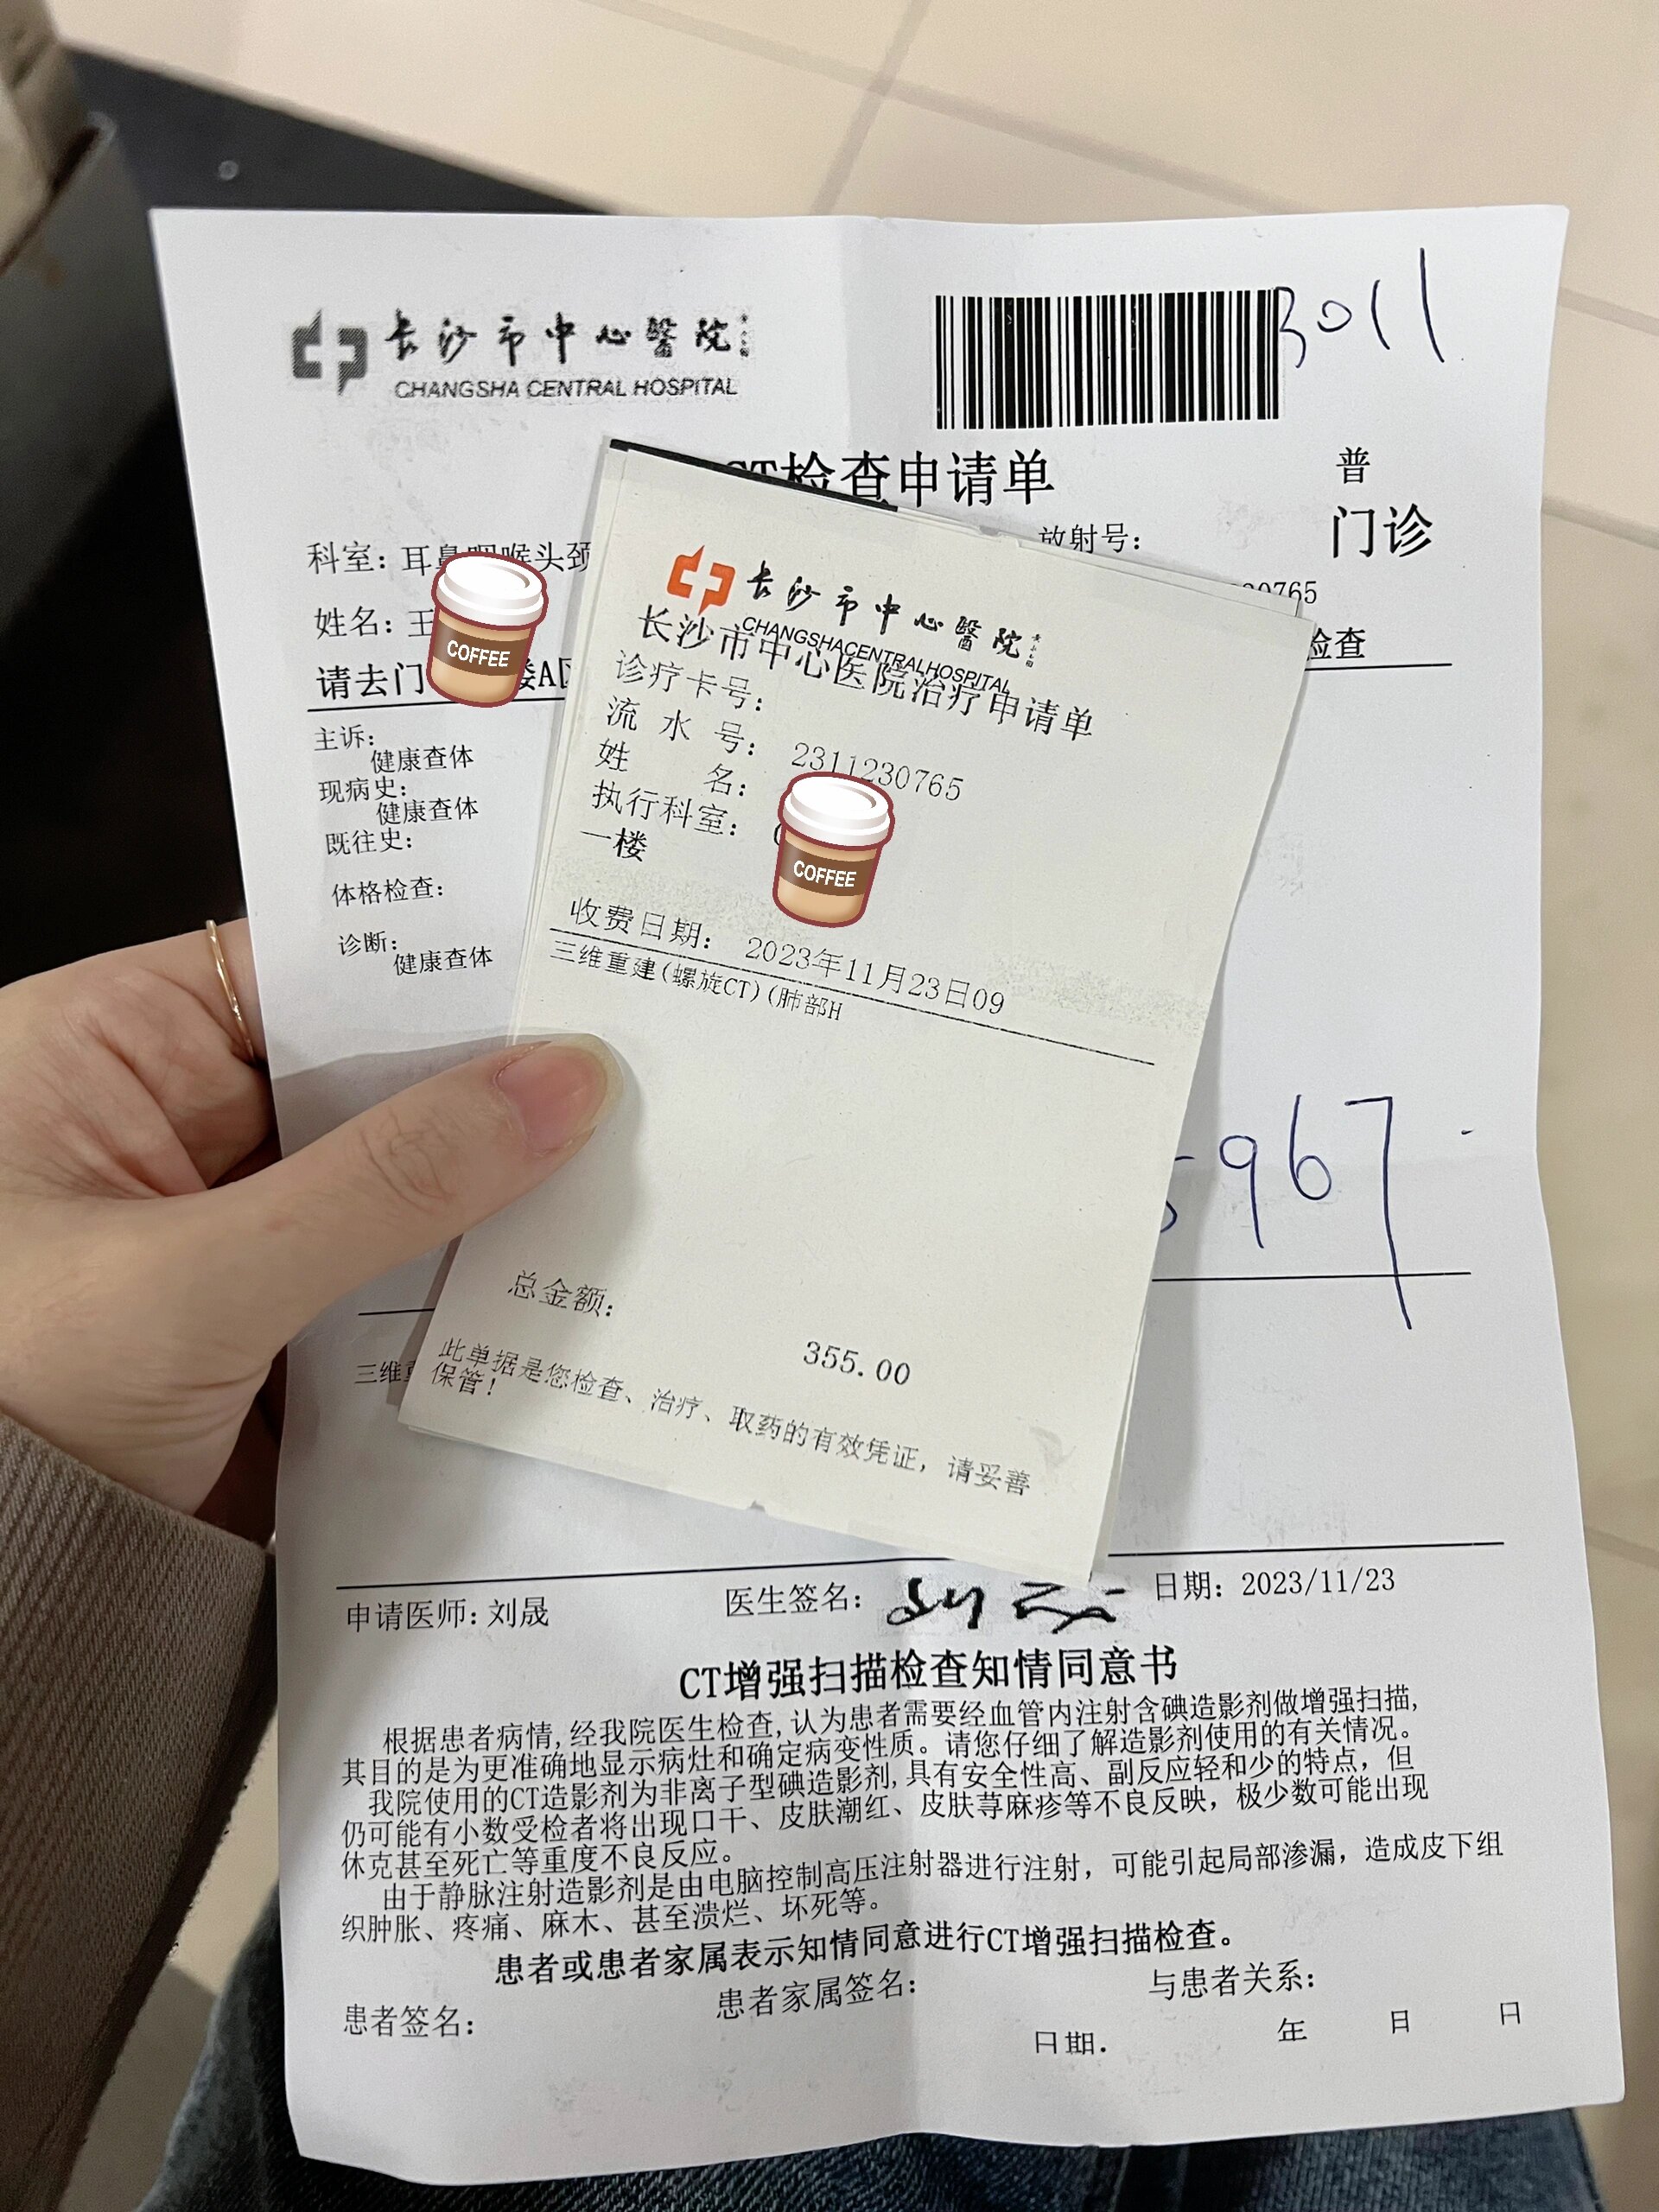 长沙市中心醫院
CHANGSHA CENTRAL HOSPITAL
3011
CT检查申请单
普
门诊
放射号：
科室：耳鼻咽喉头颈
30765
姓名：王
检查
请去门 楼A区
主诉：
健康查体
现病史：
健康查体
既往史：
体格检查：
诊断：
健康查体
长沙市中心醫院
CHANGSHACENTRALHOSPITAL
长沙市中心医院治疗申请单
诊疗卡号：
流水号：2311230765
姓名：
执行科室：
一楼
COFFEE
COFFEE
收费日期：2023年11月23日09
三维重建(螺旋CT)(肺部H
967
总金额：
355.00
此单据是您检查、治疗、取药的有效凭证，请妥善
保管！
三维重
申请医师：刘晟
医生签名：
日期：2023/11/23
CT增强扫描检查知情同意书
根据患者病情,经我院医生检查,认为患者需要经血管内注射含碘造影剂做增强扫描,
其目的是为更准确地显示病灶和确定病变性质。请您仔细了解造影剂使用的有关情况。
我院使用的CT造影剂为非离子型碘造影剂,具有安全性高、副反应轻和少的特点，但
仍可能有小数受检者将出现口干、皮肤潮红、皮肤荨麻疹等不良反映，极少数可能出现
休克甚至死亡等重度不良反应。
由于静脉注射造影剂是由电脑控制高压注射器进行注射，可能引起局部渗漏，造成皮下组
织肿胀、疼痛、麻木、甚至溃烂、坏死等。
患者或患者家属表示知情同意进行CT增强扫描检查。
患者签名：
患者家属签名：
与患者关系：
日期.
年 日 日